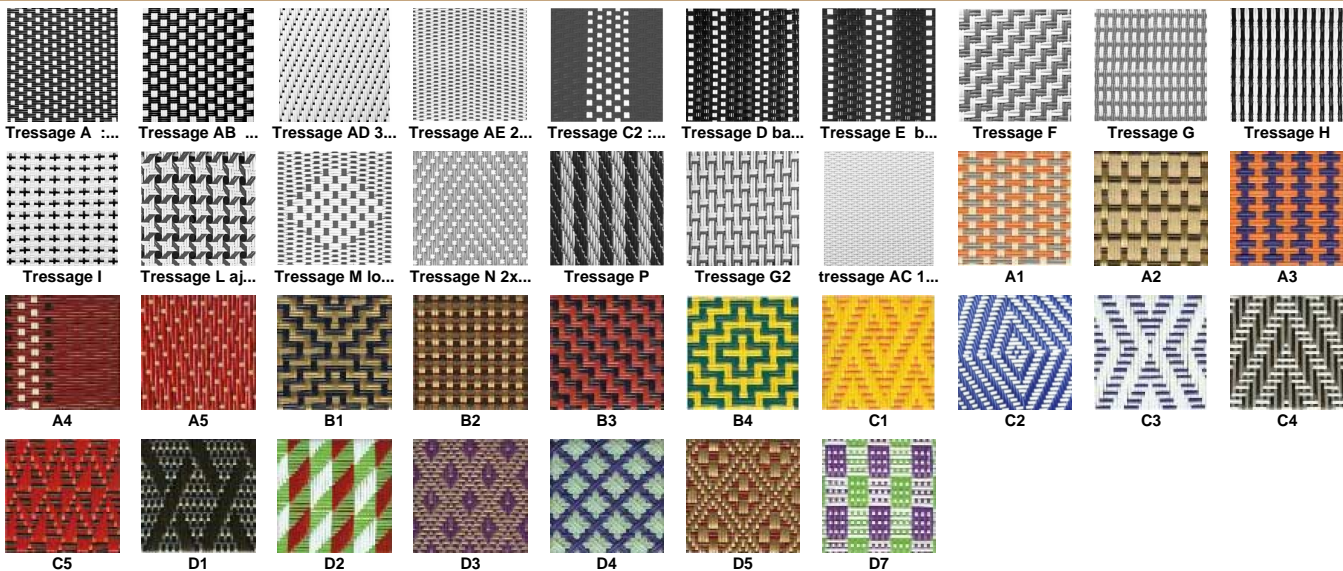 Tressage A :...
Tressage AB ...
Tressage AD 3...
Tressage AE 2...
Tressage C2 :...
Tressage D ba...
Tressage E b...
Tressage F
Tressage G
Tressage H
Tressage I
Tressage L aj...
Tressage M lo...
Tressage N 2x...
Tressage P
Tressage G2
tressage AC 1...
A1
A2
A3
A4
A5
B1
B2
B3
B4
C1
C2
C3
C4
C5
D1
D2
D3
D4
D5
D7